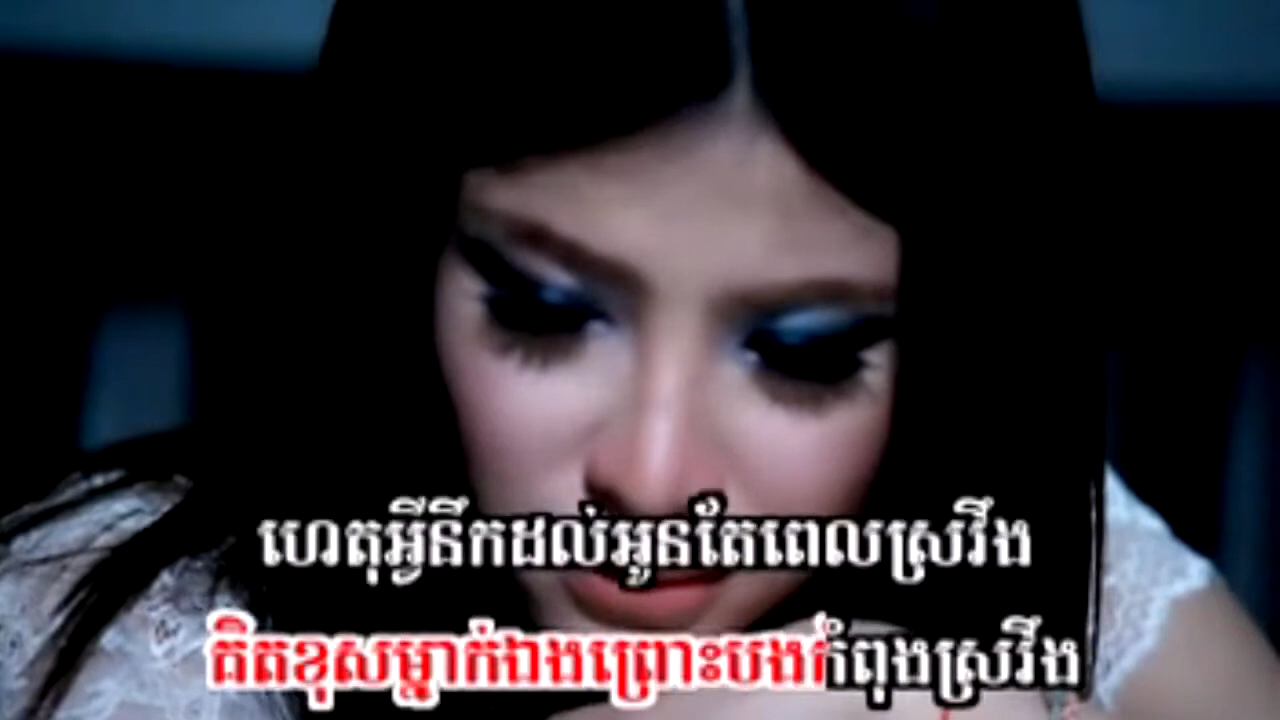 ហេតុអ្វីនឹកដល់អូនតែពេលស្រវឹង
គិតខុសម្នាក់ឯងព្រោះបងកំពុងស្រវឹង